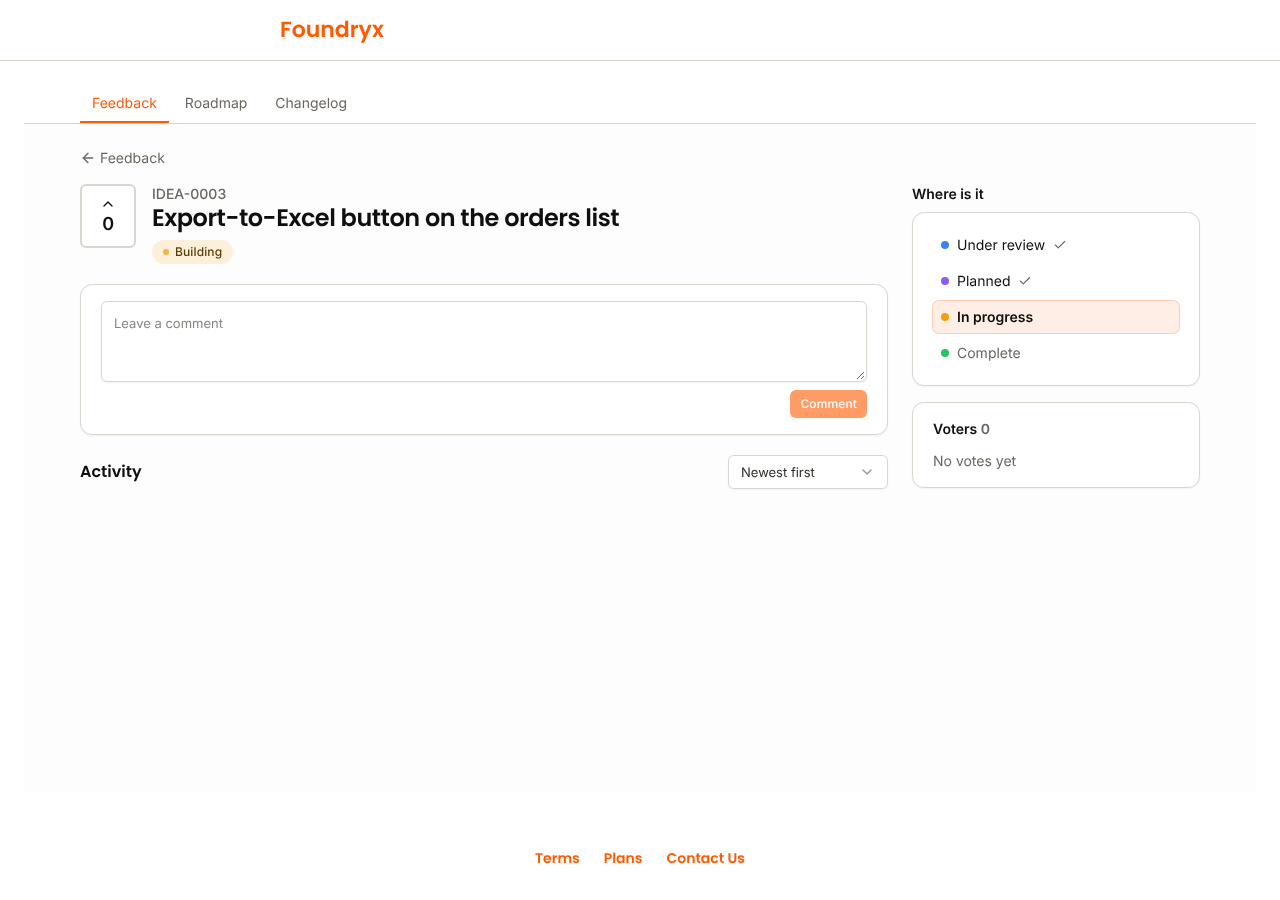 Foundryx
Feedback
Roadmap
Changelog
Feedback
0
IDEA-0003
Export-to-Excel button on the orders list
Building
Leave a comment
Comment
Activity
Newest first
Where is it
Under review
Planned
In progress
Complete
Voters 0
No votes yet
Terms
Plans
Contact Us